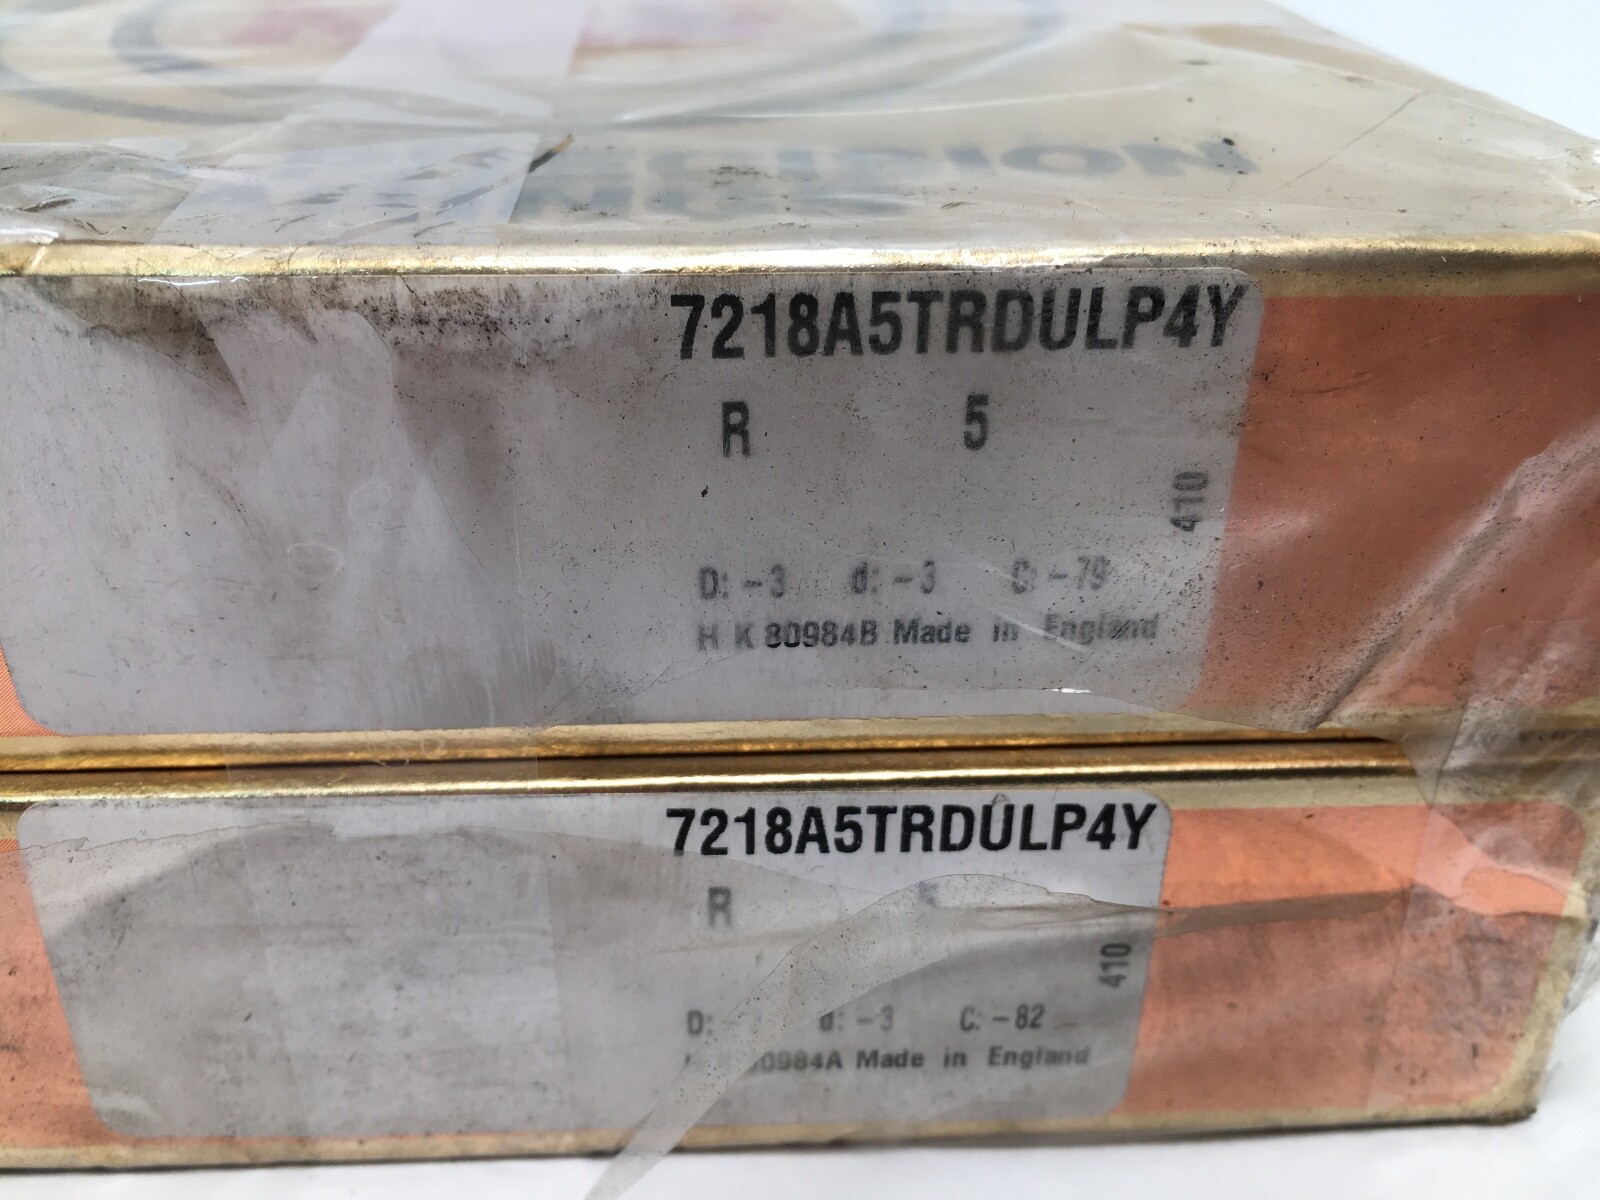 7218A5TRDULP4Y
R 5
410
D: -3 d: -3 C: -79
H K 80984B Made in England
7218A5TRDULP4Y
R
410
D: d: -3 C: -82
0984A Made in England